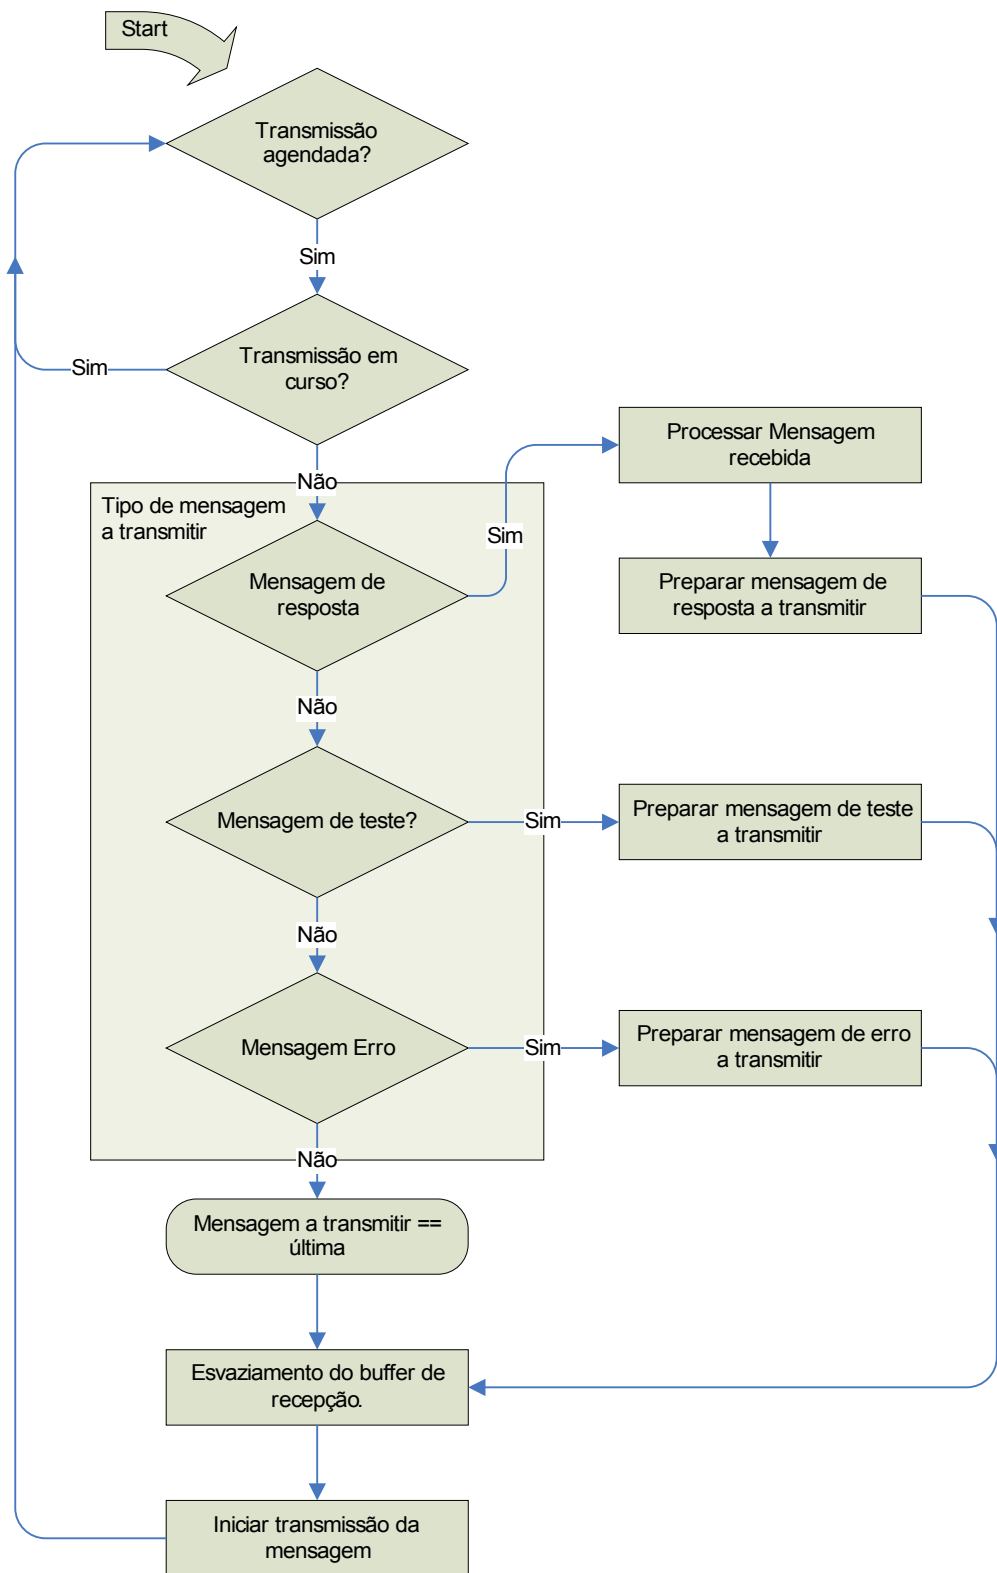 Start
Transmissão
agendada?
Sim
Transmissão em
curso?
Sim
Não
Processar Mensagem
recebida
Tipo de mensagem
a transmitir
Sim
Mensagem de
resposta
Preparar mensagem de
resposta a transmitir
Não
Mensagem de teste?
Sim
Preparar mensagem de teste
a transmitir
Não
Mensagem Erro
Sim
Preparar mensagem de erro
a transmitir
Não
Mensagem a transmitir ==
última
Esvaziamento do buffer de
recepção.
Iniciar transmissão da
mensagem